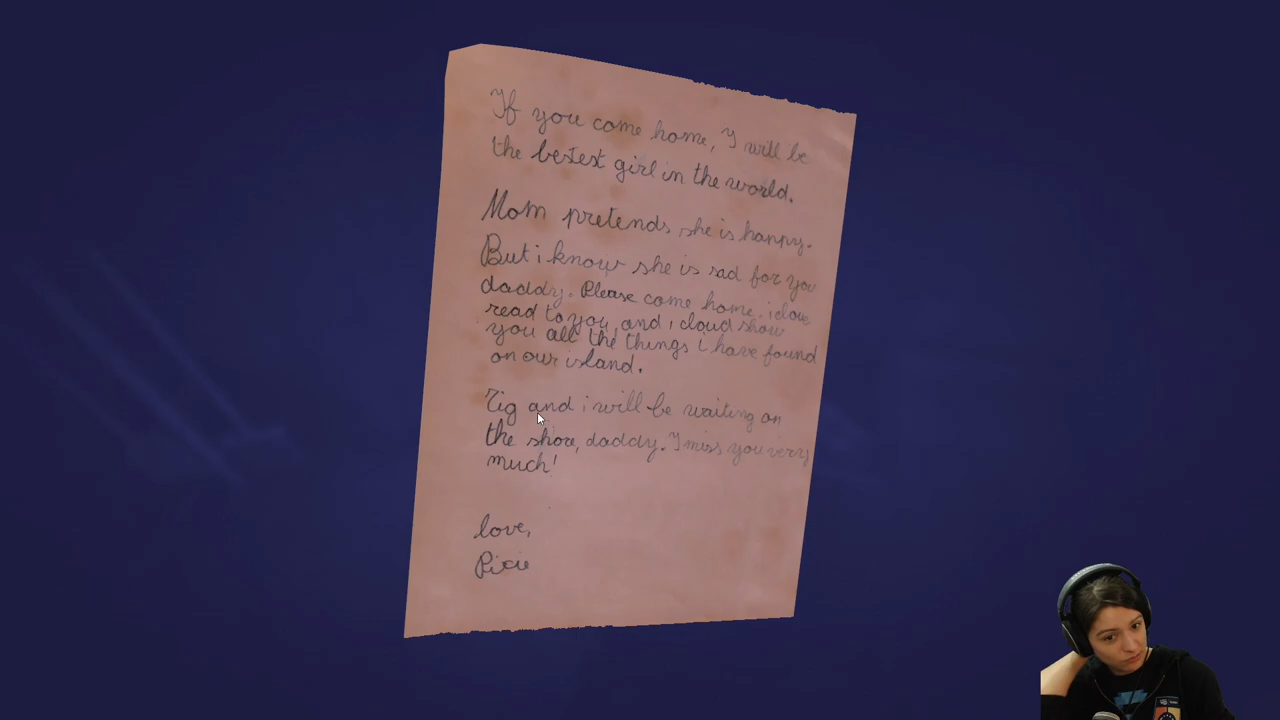 If you come home, I will be
the bestest girl in the world.
Mom pretends she is happy.
But i know she is sad for you
daddy. Please come home. i clove
read to you, and i cloud show
you all the things i have found
on our island.
Tig and i will be waiting on
the shore, daddy. I miss you very
much!
love,
Pixie